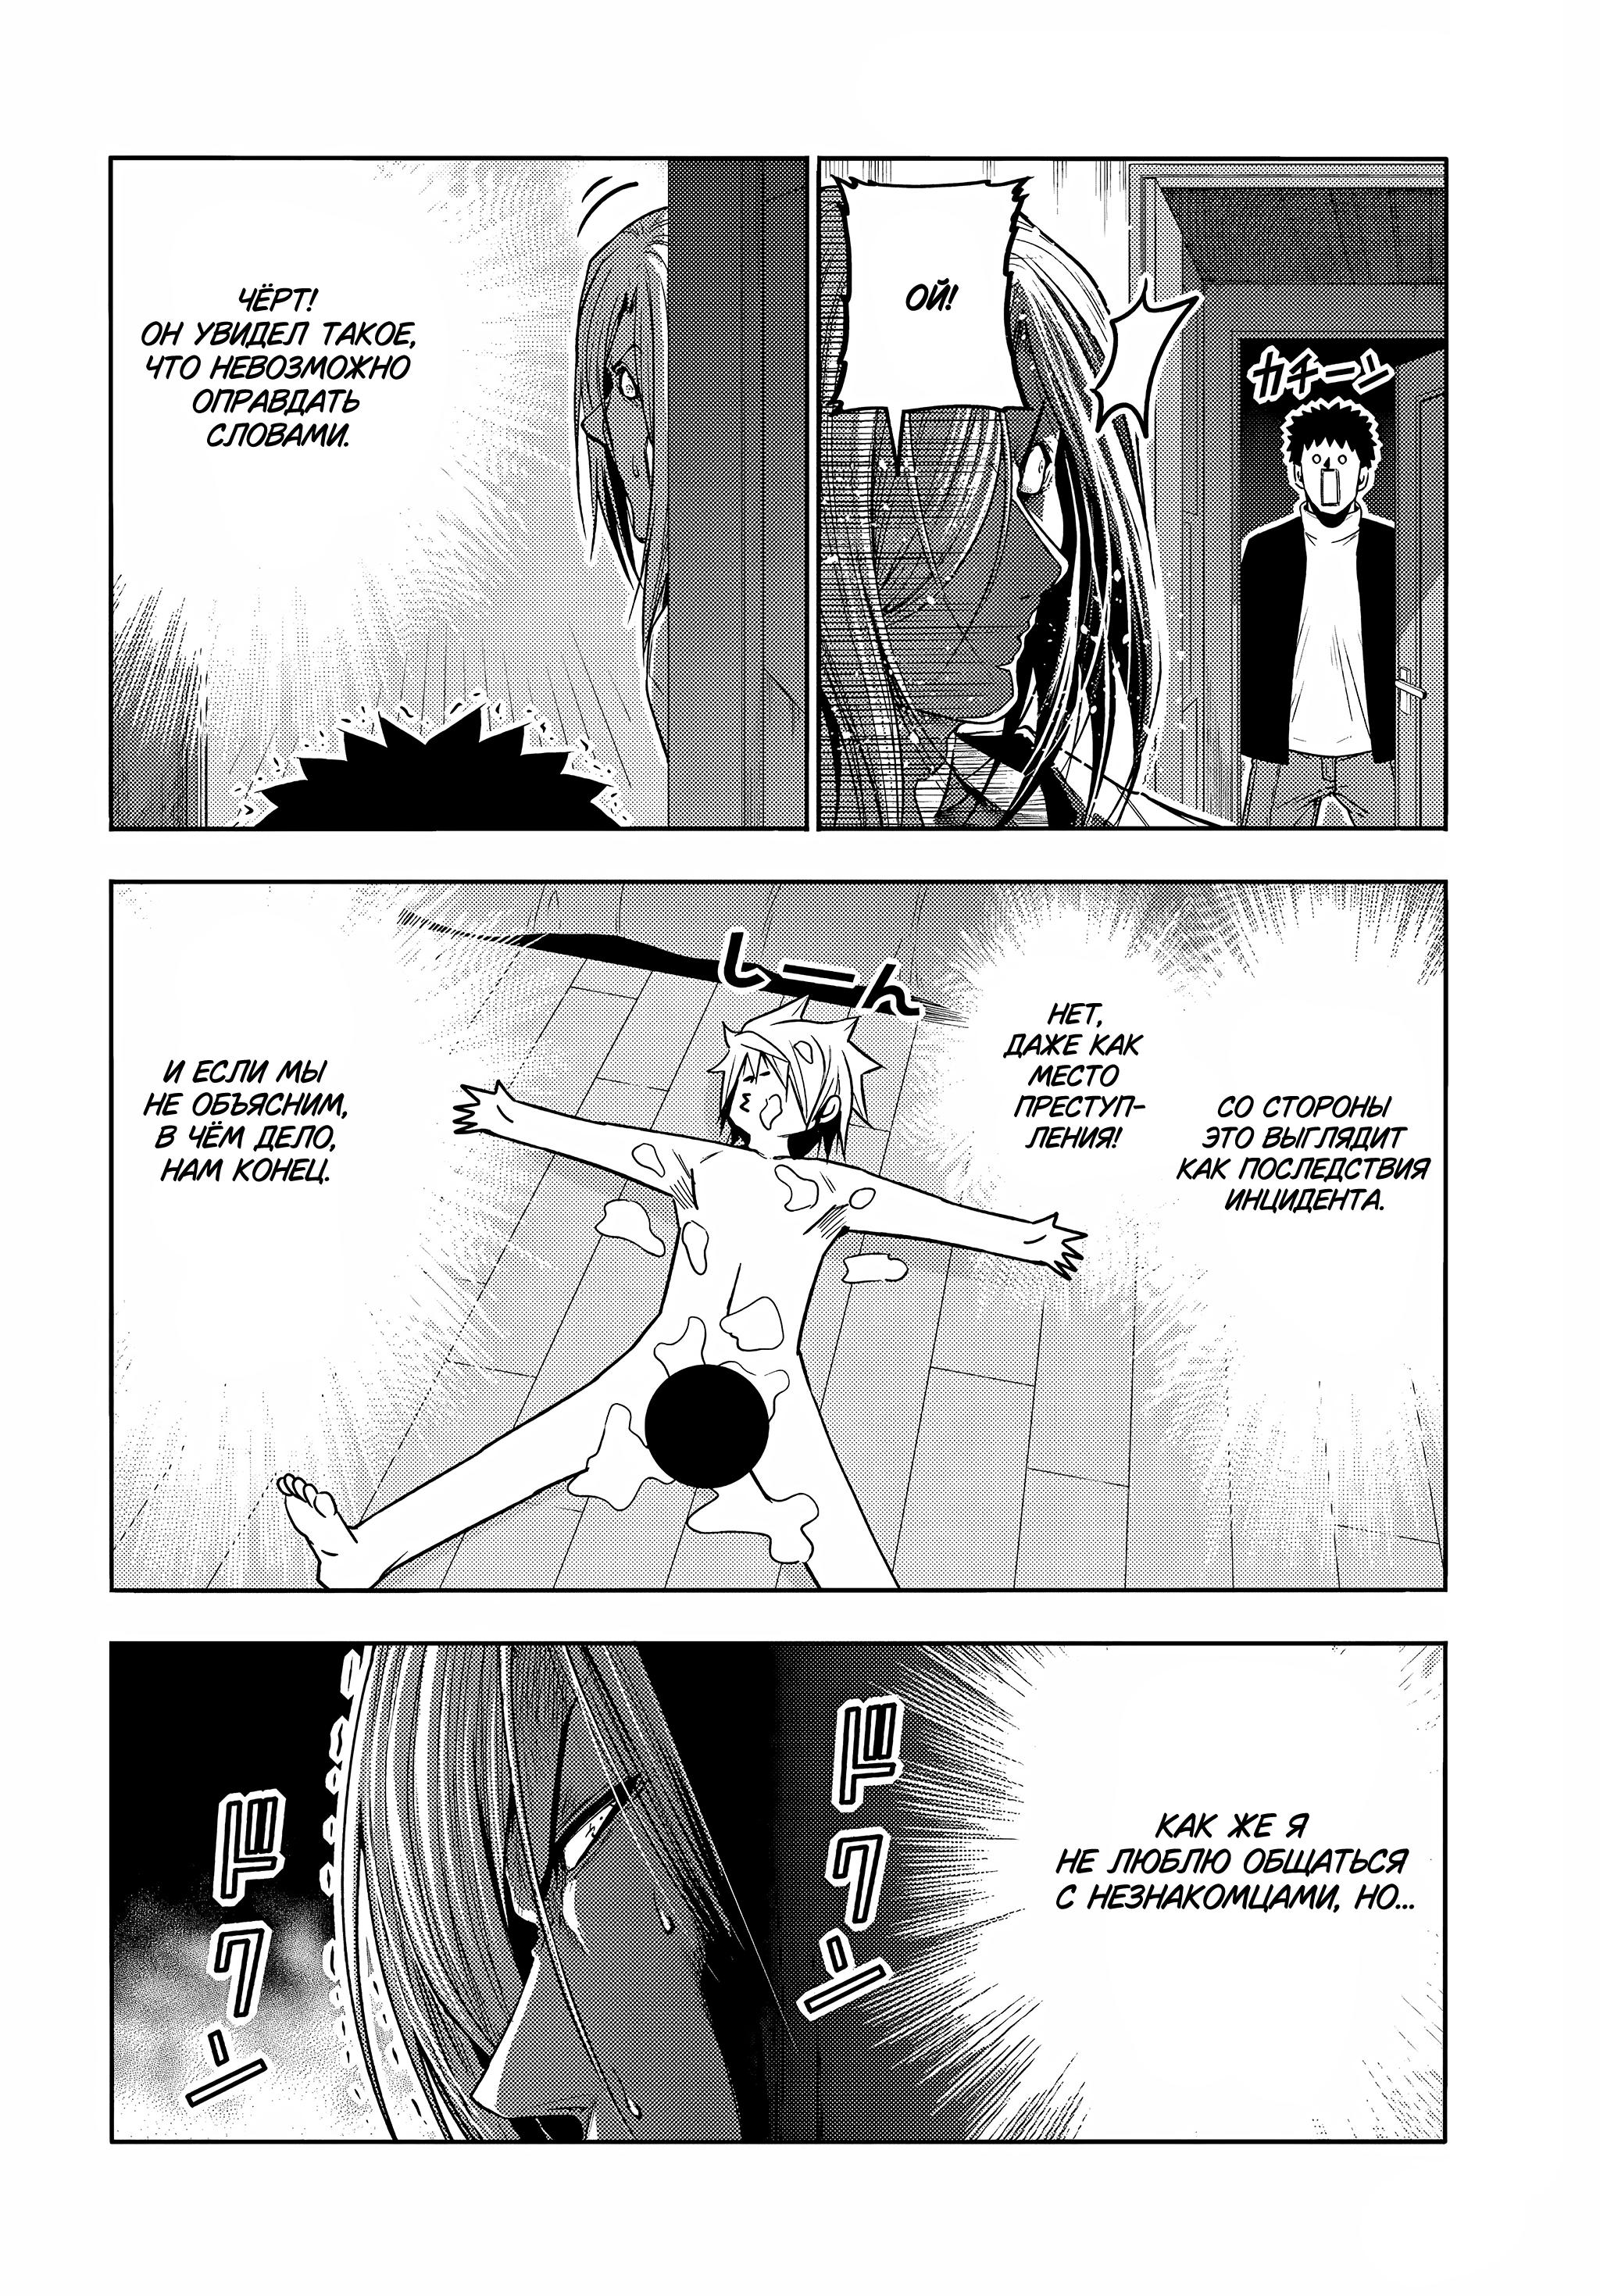 ОЙ!
カチーン
ЧЁРТ!
ОН УВИДЕЛ ТАКОЕ,
ЧТО НЕВОЗМОЖНО
ОПРАВДАТЬ
СЛОВАМИ.
СО СТОРОНЫ
ЭТО ВЫГЛЯДИТ
КАК ПОСЛЕДСТВИЯ
ИНЦИДЕНТА.
НЕТ,
ДАЖЕ КАК
МЕСТО
ПРЕСТУП-
ЛЕНИЯ!
しーん
И ЕСЛИ МЫ
НЕ ОБЪЯСНИМ,
В ЧЁМ ДЕЛО,
НАМ КОНЕЦ.
КАК ЖЕ Я
НЕ ЛЮБЛЮ ОБЩАТЬСЯ
С НЕЗНАКОМЦАМИ, НО...
ドクン
ドクン